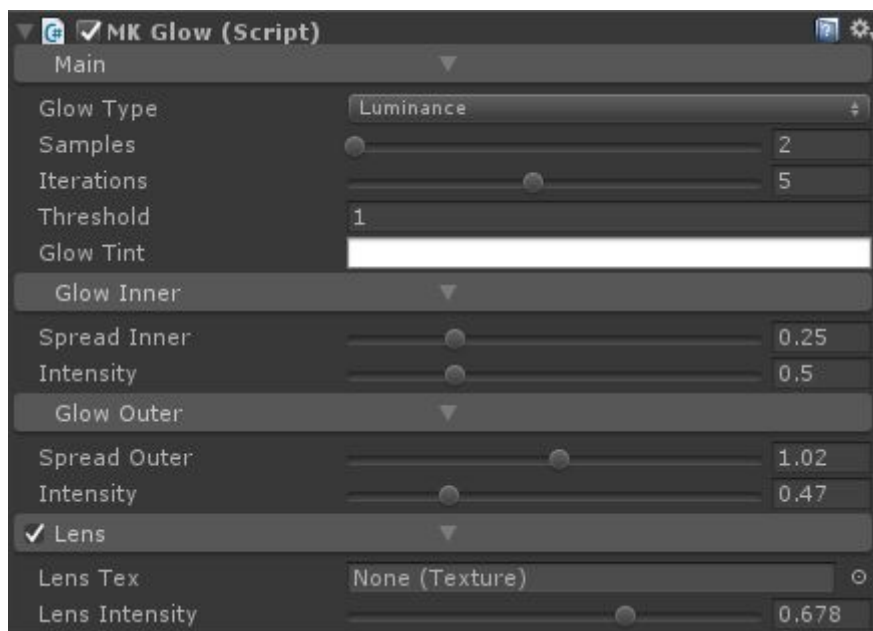 MK Glow (Script)
Main
Glow Type Luminance
Samples 2
Iterations 5
Threshold 1
Glow Tint
Glow Inner
Spread Inner 0.25
Intensity 0.5
Glow Outer
Spread Outer 1.02
Intensity 0.47
Lens
Lens Tex None (Texture)
Lens Intensity 0.678